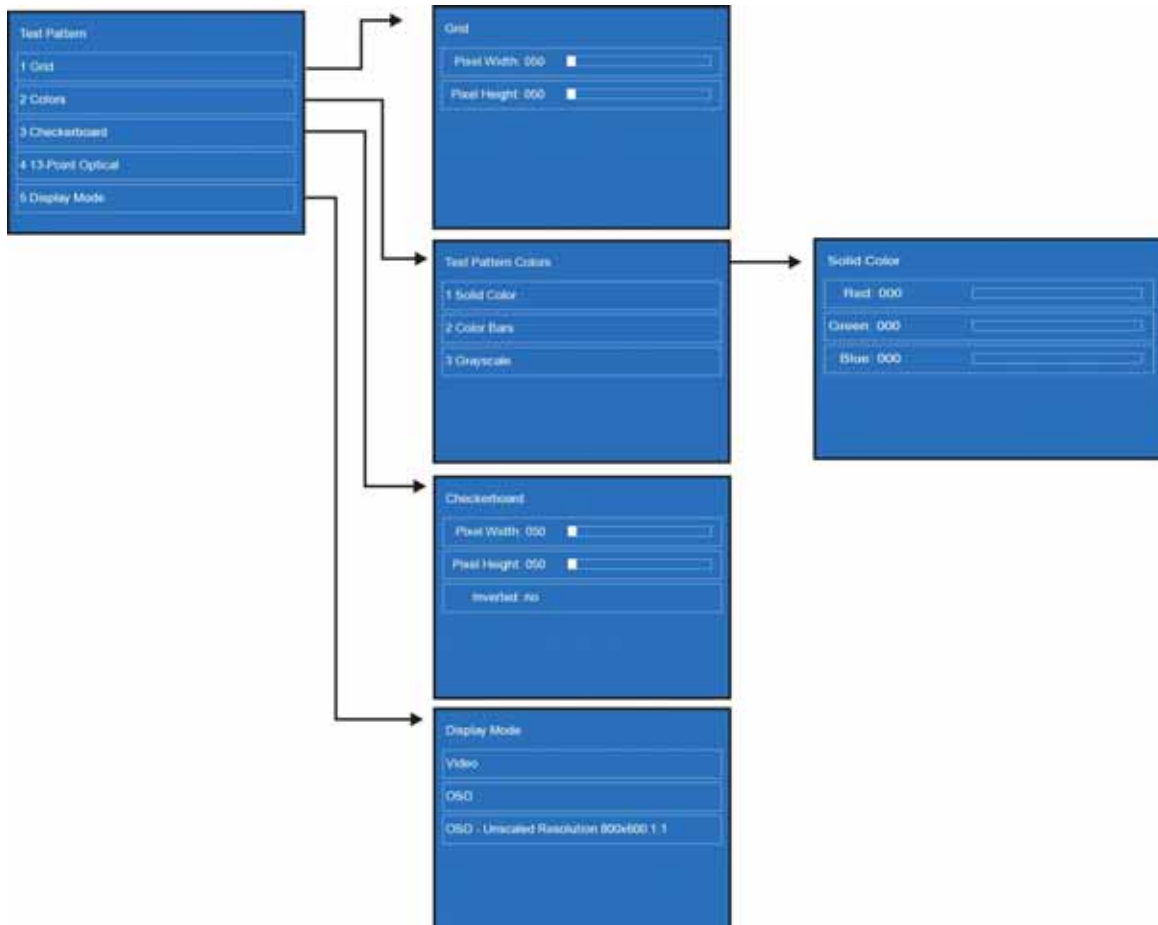 Test Pattern
1 Grid
2 Colors
3 Checkerboard
4 13-Point Optical
5 Display Mode
Grid
Pixel Width: 050
Pixel Height: 050
Test Pattern Colors
1 Solid Color
2 Color Bars
3 Grayscale
Solid Color
Red: 000
Green: 000
Blue: 000
Checkerboard
Pixel Width: 050
Pixel Height: 050
Inverted: no
Display Mode
Video
OSD
OSD - Unscaled Resolution 800x600 1:1